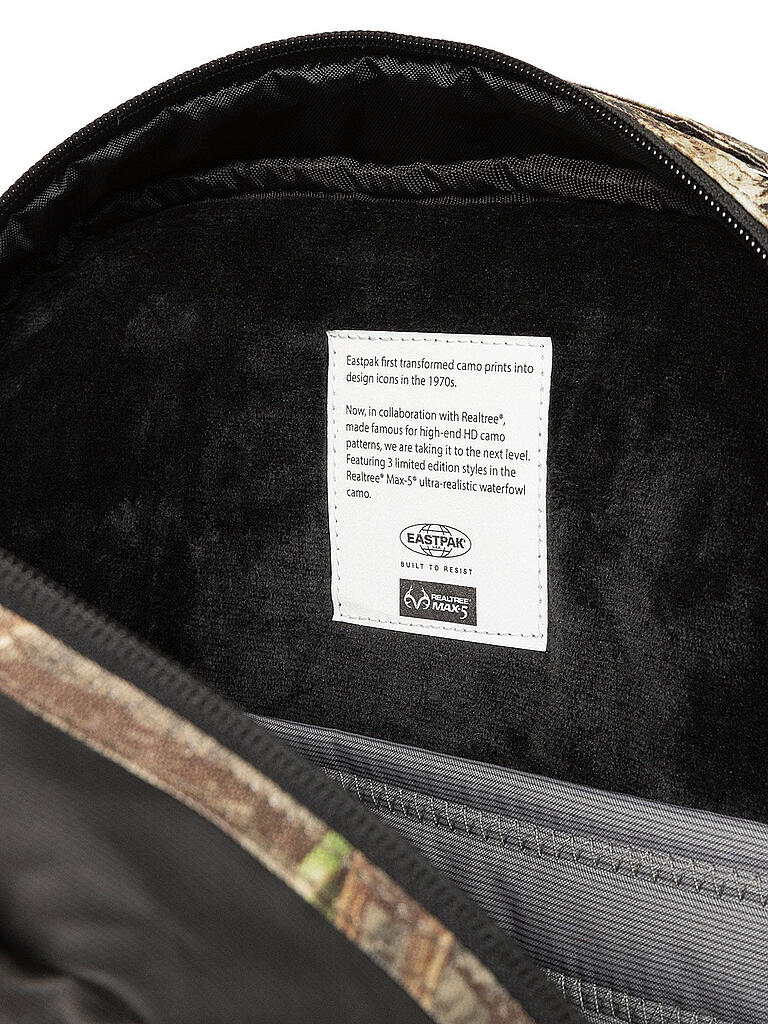 Eastpak first transformed camo prints into
design icons in the 1970s.
Now, in collaboration with Realtree®,
made famous for high-end HD camo
patterns, we are taking it to the next level.
Featuring 3 limited edition styles in the
Realtree® Max-5® ultra-realistic waterfowl
camo.
EASTPAK®
BUILT TO RESIST
REALTREE®
MAX-5